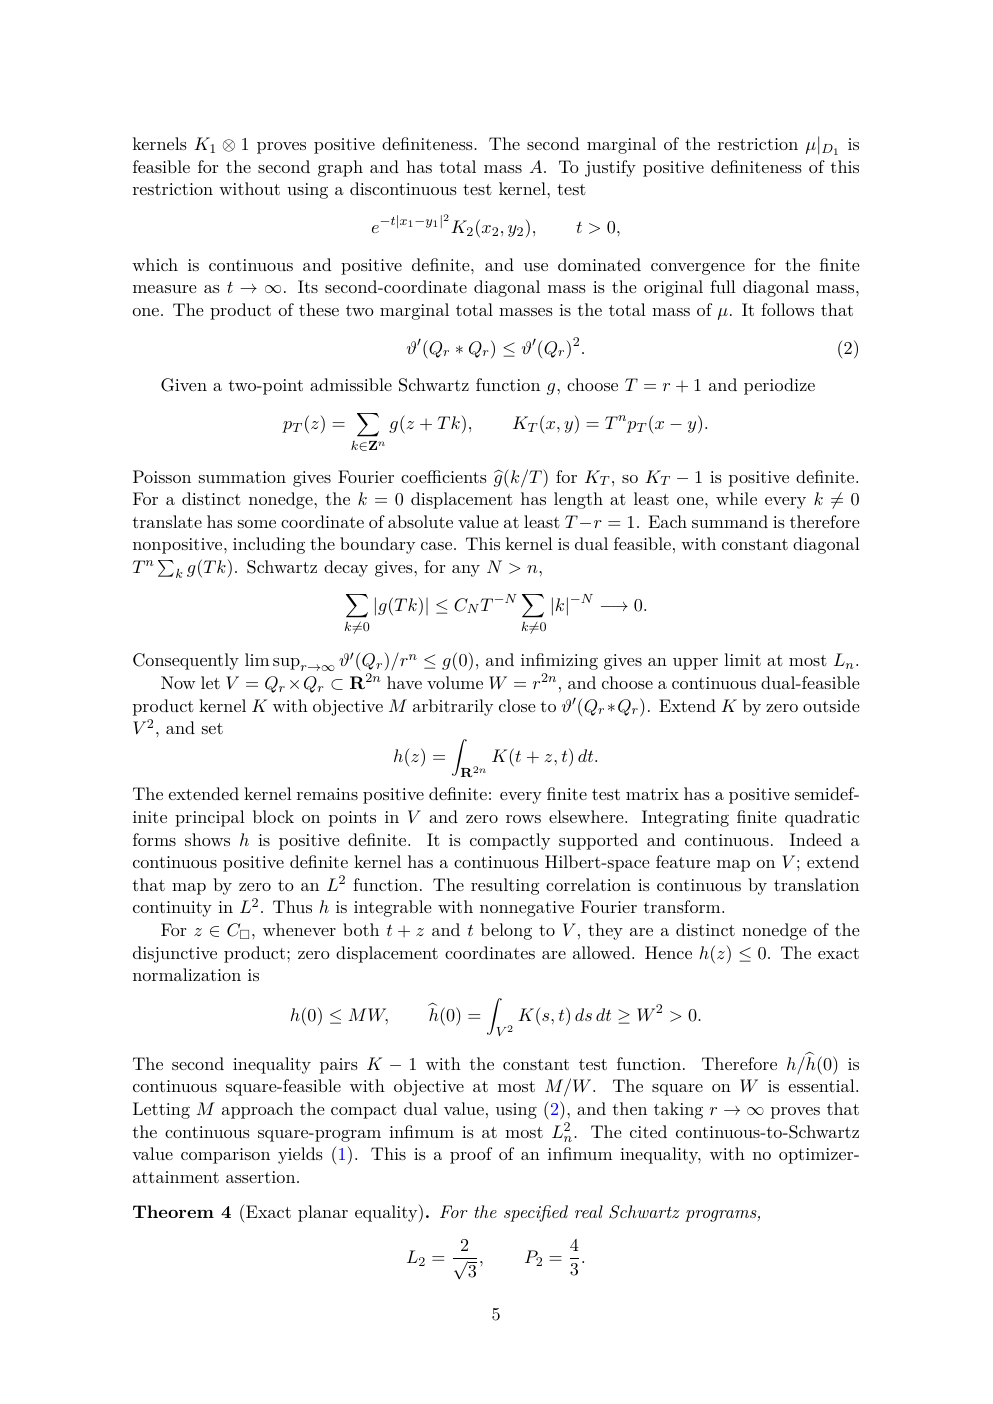 kernels K₁ ⊗ 1 proves positive definiteness. The second marginal of the restriction μ|_{D₁} is
feasible for the second graph and has total mass A. To justify positive definiteness of this
restriction without using a discontinuous test kernel, test
e^{−t|x₁−y₁|²}K₂(x₂, y₂), t > 0,
which is continuous and positive definite, and use dominated convergence for the finite
measure as t → ∞. Its second-coordinate diagonal mass is the original full diagonal mass,
one. The product of these two marginal total masses is the total mass of μ. It follows that
ϑ′(Q_r ∗ Q_r) ≤ ϑ′(Q_r)². (2)
Given a two-point admissible Schwartz function g, choose T = r + 1 and periodize
p_T(z) = ∑_{k∈Zⁿ} g(z + Tk), K_T(x, y) = Tⁿp_T(x − y).
Poisson summation gives Fourier coefficients ĝ(k/T) for K_T, so K_T − 1 is positive definite.
For a distinct nonedge, the k = 0 displacement has length at least one, while every k ≠ 0
translate has some coordinate of absolute value at least T−r = 1. Each summand is therefore
nonpositive, including the boundary case. This kernel is dual feasible, with constant diagonal
Tⁿ ∑_k g(Tk). Schwartz decay gives, for any N > n,
∑_{k≠0} |g(Tk)| ≤ C_N T^{−N} ∑_{k≠0} |k|^{−N} ⟶ 0.
Consequently lim sup_{r→∞} ϑ′(Q_r)/rⁿ ≤ g(0), and infimizing gives an upper limit at most L_n.
Now let V = Q_r × Q_r ⊂ R^{2n} have volume W = r^{2n}, and choose a continuous dual-feasible
product kernel K with objective M arbitrarily close to ϑ′(Q_r∗Q_r). Extend K by zero outside
V², and set
h(z) = ∫_{R^{2n}} K(t + z, t) dt.
The extended kernel remains positive definite: every finite test matrix has a positive semidef-
inite principal block on points in V and zero rows elsewhere. Integrating finite quadratic
forms shows h is positive definite. It is compactly supported and continuous. Indeed a
continuous positive definite kernel has a continuous Hilbert-space feature map on V; extend
that map by zero to an L² function. The resulting correlation is continuous by translation
continuity in L². Thus h is integrable with nonnegative Fourier transform.
For z ∈ C_□, whenever both t + z and t belong to V, they are a distinct nonedge of the
disjunctive product; zero displacement coordinates are allowed. Hence h(z) ≤ 0. The exact
normalization is
h(0) ≤ MW, ĥ(0) = ∫_{V²} K(s, t) ds dt ≥ W² > 0.
The second inequality pairs K − 1 with the constant test function. Therefore h/ĥ(0) is
continuous square-feasible with objective at most M/W. The square on W is essential.
Letting M approach the compact dual value, using (2), and then taking r → ∞ proves that
the continuous square-program infimum is at most L_n². The cited continuous-to-Schwartz
value comparison yields (1). This is a proof of an infimum inequality, with no optimizer-
attainment assertion.
Theorem 4 (Exact planar equality). For the specified real Schwartz programs,
L₂ = 2/√3, P₂ = 4/3.
5